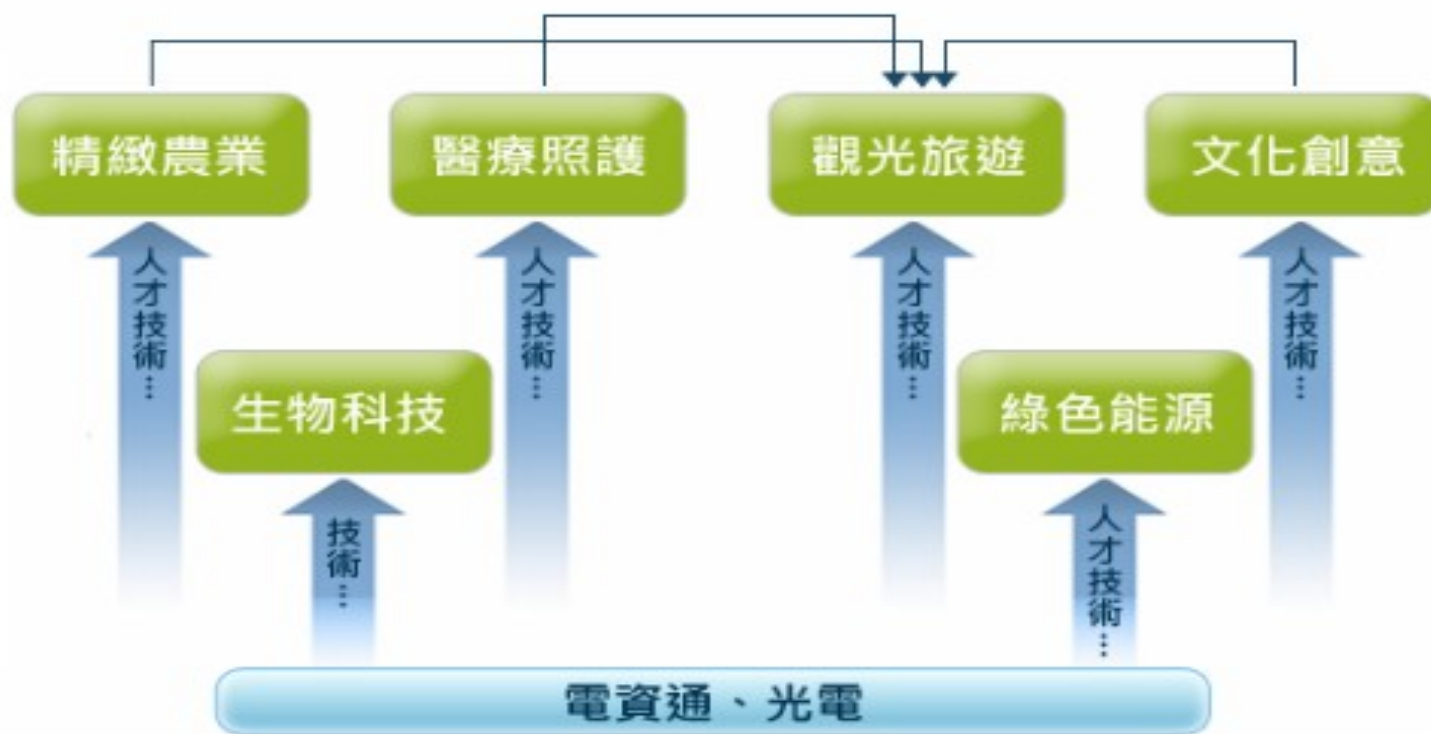 精緻農業
醫療照護
觀光旅遊
文化創意
人才技術…
人才技術…
人才技術…
人才技術…
生物科技
綠色能源
技術…
人才技術…
電資通、光電